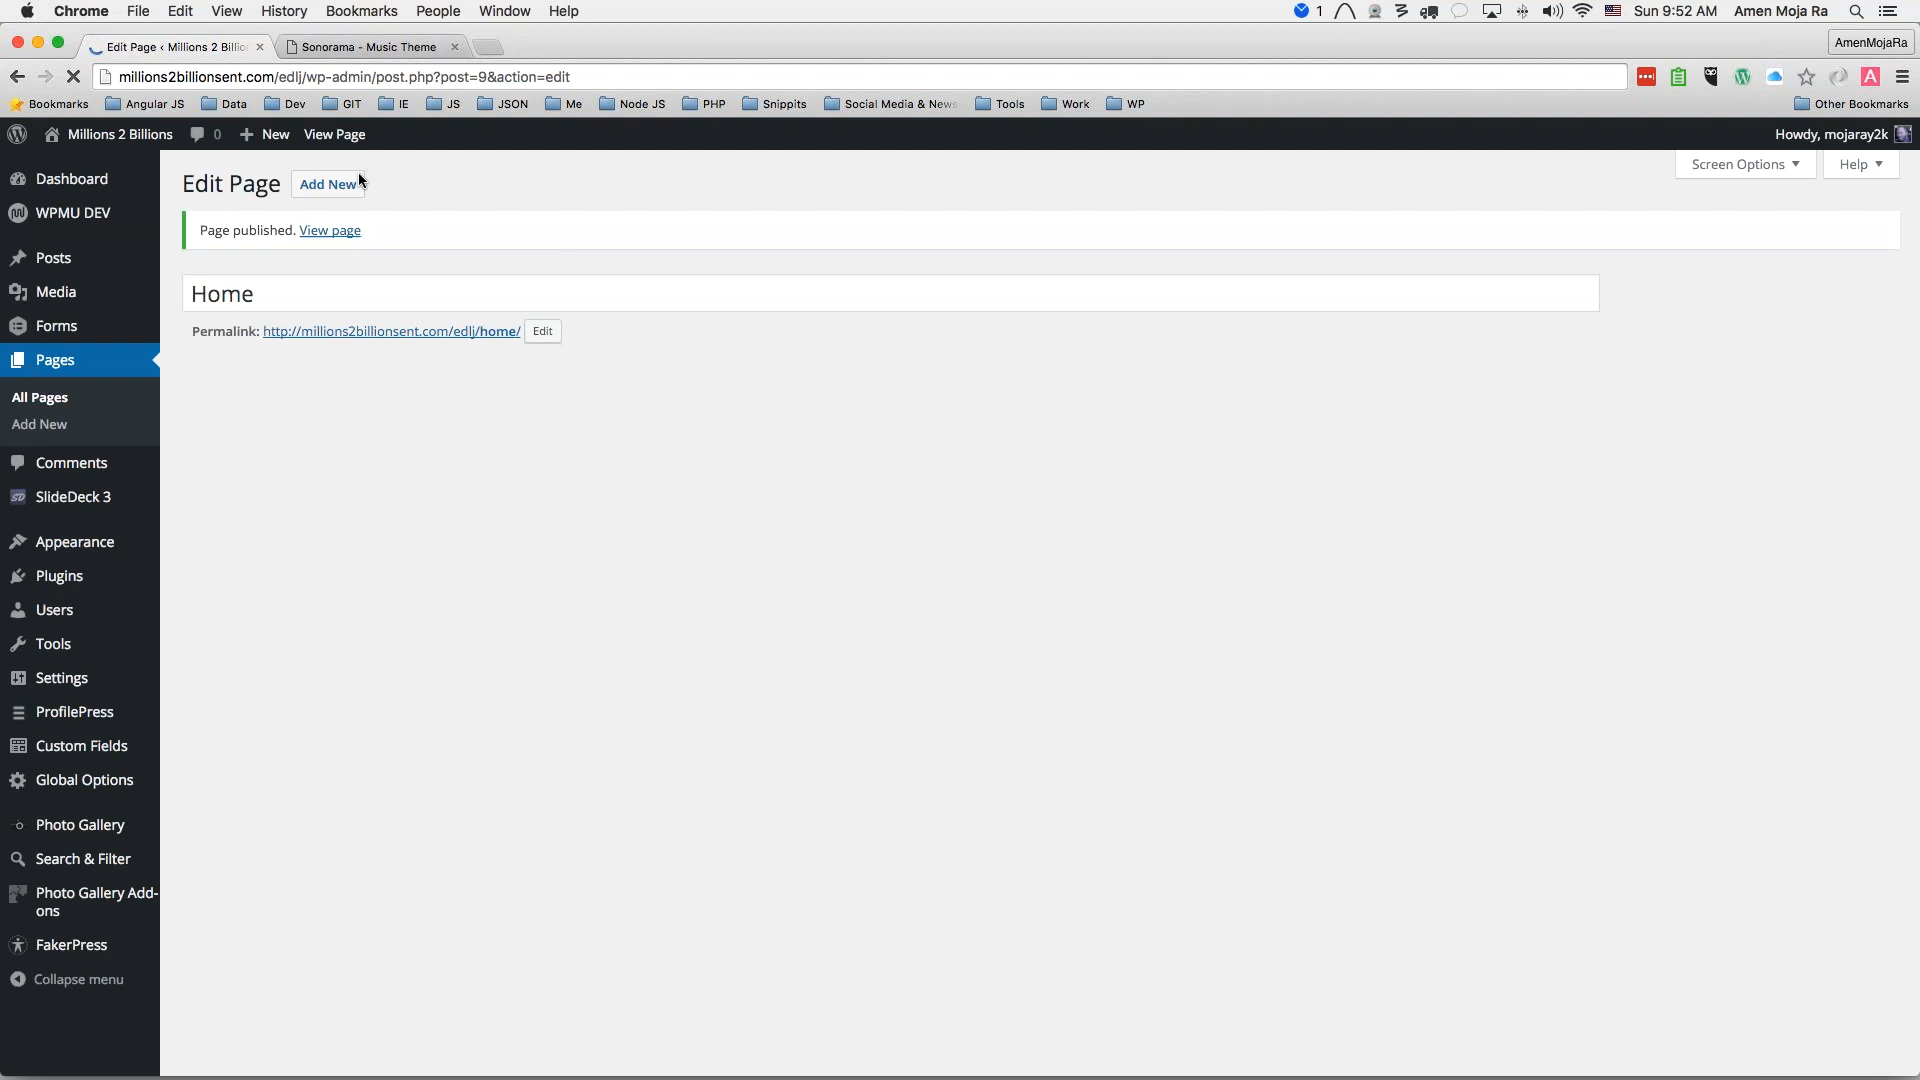 Chrome File Edit View History Bookmarks People Window Help 1 Sun 9:52 AM Amen Moja Ra
Edit Page ‹ Millions 2 Billio Sonorama - Music Theme AmenMojaRa
millions2billionsent.com/edlj/wp-admin/post.php?post=9&action=edit
Bookmarks Angular JS Data Dev GIT IE JS JSON Me Node JS PHP Snippits Social Media & News Tools Work WP Other Bookmarks
Millions 2 Billions 0 New View Page Howdy, mojaray2k
Screen Options Help
Edit Page Add New
Page published. View page
Home
Permalink: http://millions2billionsent.com/edlj/home/ Edit
Dashboard
WPMU DEV
Posts
Media
Forms
Pages
All Pages
Add New
Comments
SlideDeck 3
Appearance
Plugins
Users
Tools
Settings
ProfilePress
Custom Fields
Global Options
Photo Gallery
Search & Filter
Photo Gallery Add-
ons
FakerPress
Collapse menu